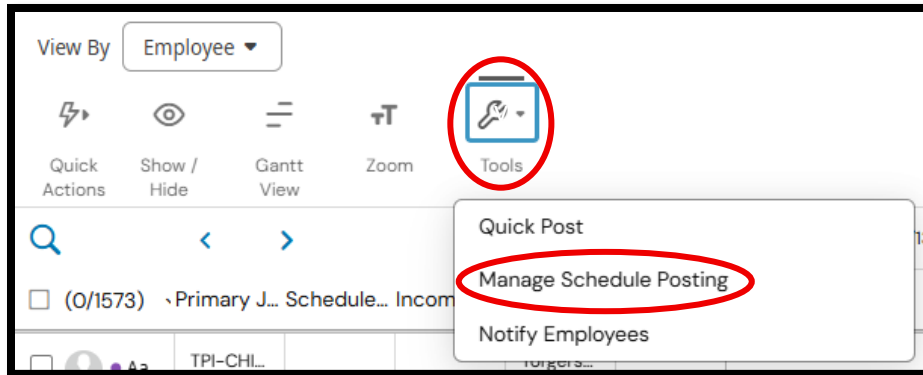 View By Employee
Quick Actions
Show / Hide
Gantt View
Zoom
Tools
Quick Post
Manage Schedule Posting
Notify Employees
(0/1573) Primary J... Schedule... Incom
Aa
TPI-CHI...